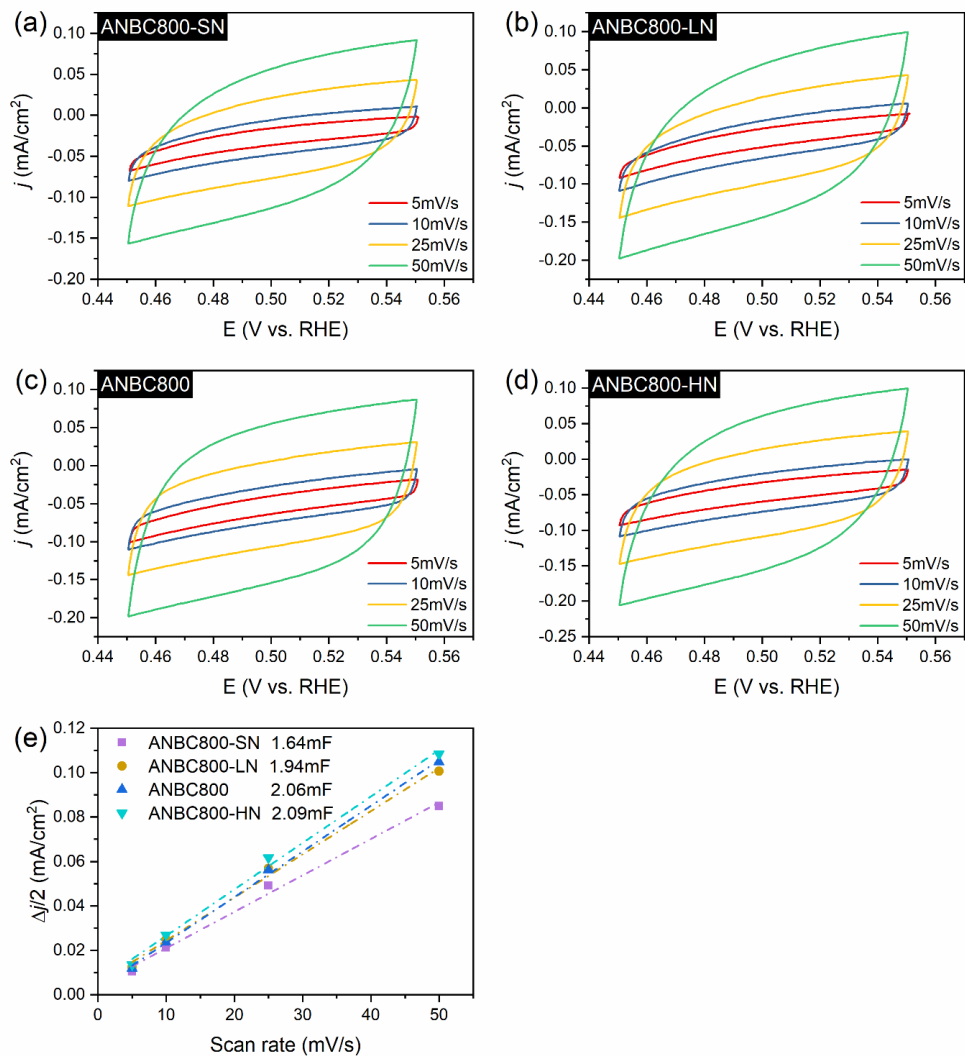 (a)
ANBC800-SN
0.10
0.05
0.00
-0.05
-0.10
-0.15
-0.20
j (mA/cm²)
5mV/s
10mV/s
25mV/s
50mV/s
0.44 0.46 0.48 0.50 0.52 0.54 0.56
E (V vs. RHE)
(b)
ANBC800-LN
0.10
0.05
0.00
-0.05
-0.10
-0.15
-0.20
j (mA/cm²)
5mV/s
10mV/s
25mV/s
50mV/s
0.44 0.46 0.48 0.50 0.52 0.54 0.56
E (V vs. RHE)
(c)
ANBC800
0.10
0.05
0.00
-0.05
-0.10
-0.15
-0.20
j (mA/cm²)
5mV/s
10mV/s
25mV/s
50mV/s
0.44 0.46 0.48 0.50 0.52 0.54 0.56
E (V vs. RHE)
(d)
ANBC800-HN
0.10
0.05
0.00
-0.05
-0.10
-0.15
-0.20
-0.25
j (mA/cm²)
5mV/s
10mV/s
25mV/s
50mV/s
0.44 0.46 0.48 0.50 0.52 0.54 0.56
E (V vs. RHE)
(e)
0.12
0.10
0.08
0.06
0.04
0.02
0.00
Δj/2 (mA/cm²)
ANBC800-SN 1.64mF
ANBC800-LN 1.94mF
ANBC800 2.06mF
ANBC800-HN 2.09mF
0 10 20 30 40 50
Scan rate (mV/s)